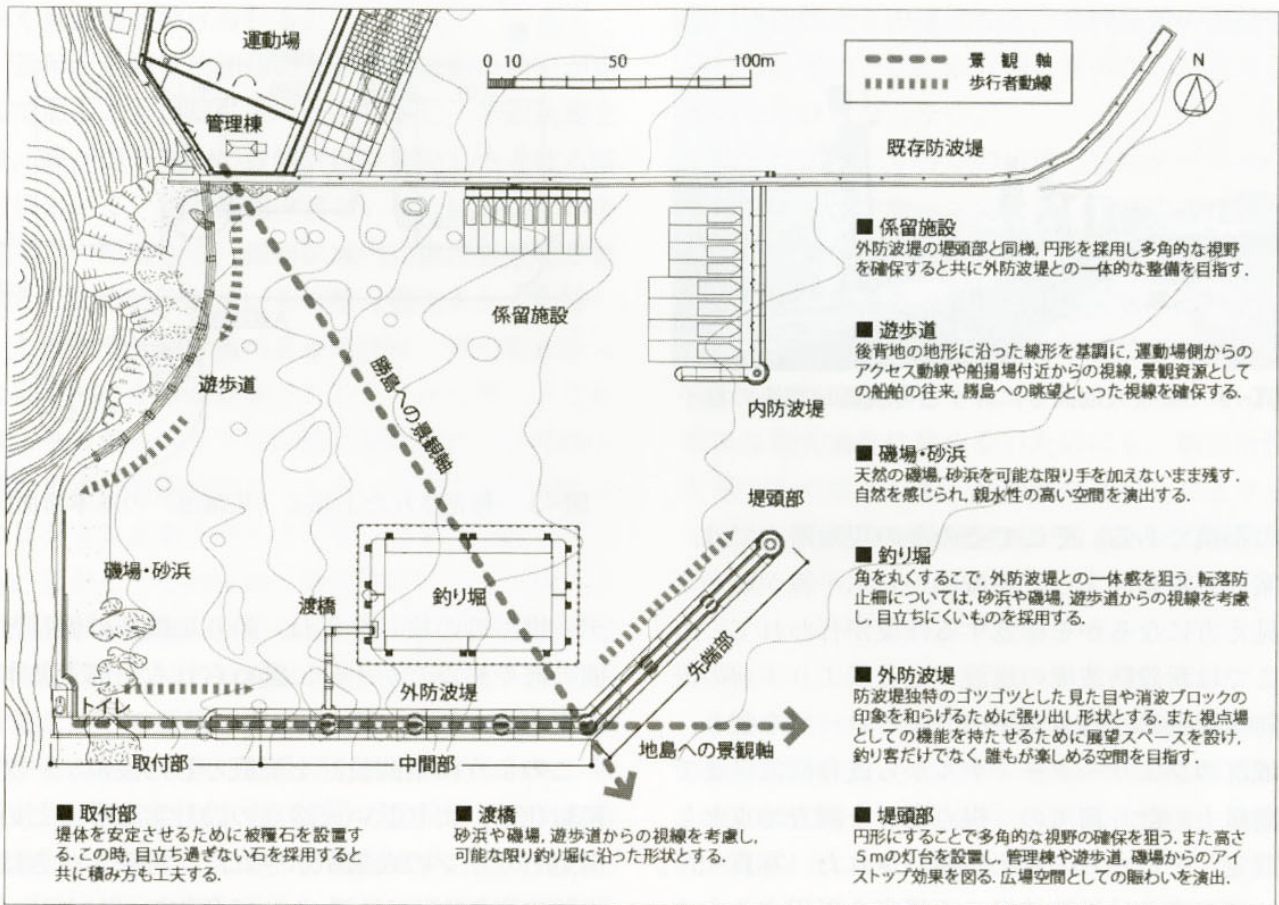 運動場
0 10 50 100m
景観軸
歩行者動線
N
管理棟
既存防波堤
係留施設
遊歩道
勝島への景観軸
内防波堤
堤頭部
磯場・砂浜
渡橋
釣り堀
先端部
外防波堤
トイレ
地島への景観軸
取付部
中間部
■ 係留施設
外防波堤の堤頭部と同様，円形を採用し多角的な視野
を確保すると共に外防波堤との一体的な整備を目指す．
■ 遊歩道
後背地の地形に沿った線形を基調に，運動場側からの
アクセス動線や船揚場付近からの視線，景観資源として
の船舶の往来，勝島への眺望といった視線を確保する．
■ 磯場・砂浜
天然の磯場，砂浜を可能な限り手を加えないまま残す．
自然を感じられ，親水性の高い空間を演出する．
■ 釣り堀
角を丸くするこで，外防波堤との一体感を狙う．転落防
止柵については，砂浜や磯場，遊歩道からの視線を考慮
し，目立ちにくいものを採用する．
■ 外防波堤
防波堤独特のゴツゴツとした見た目や消波ブロックの
印象を和らげるために張り出し形状とする．また視点場
としての機能を持たせるために展望スペースを設け，
釣り客だけでなく，誰もが楽しめる空間を目指す．
■ 堤頭部
円形にすることで多角的な視野の確保を狙う．また高さ
5mの灯台を設置し，管理棟や遊歩道，磯場からのアイ
ストップ効果を図る．広場空間としての賑わいを演出．
■ 取付部
堤体を安定させるために被覆石を設置す
る．この時，目立ち過ぎない石を採用すると
共に積み方も工夫する．
■ 渡橋
砂浜や磯場，遊歩道からの視線を考慮し，
可能な限り釣り堀に沿った形状とする．